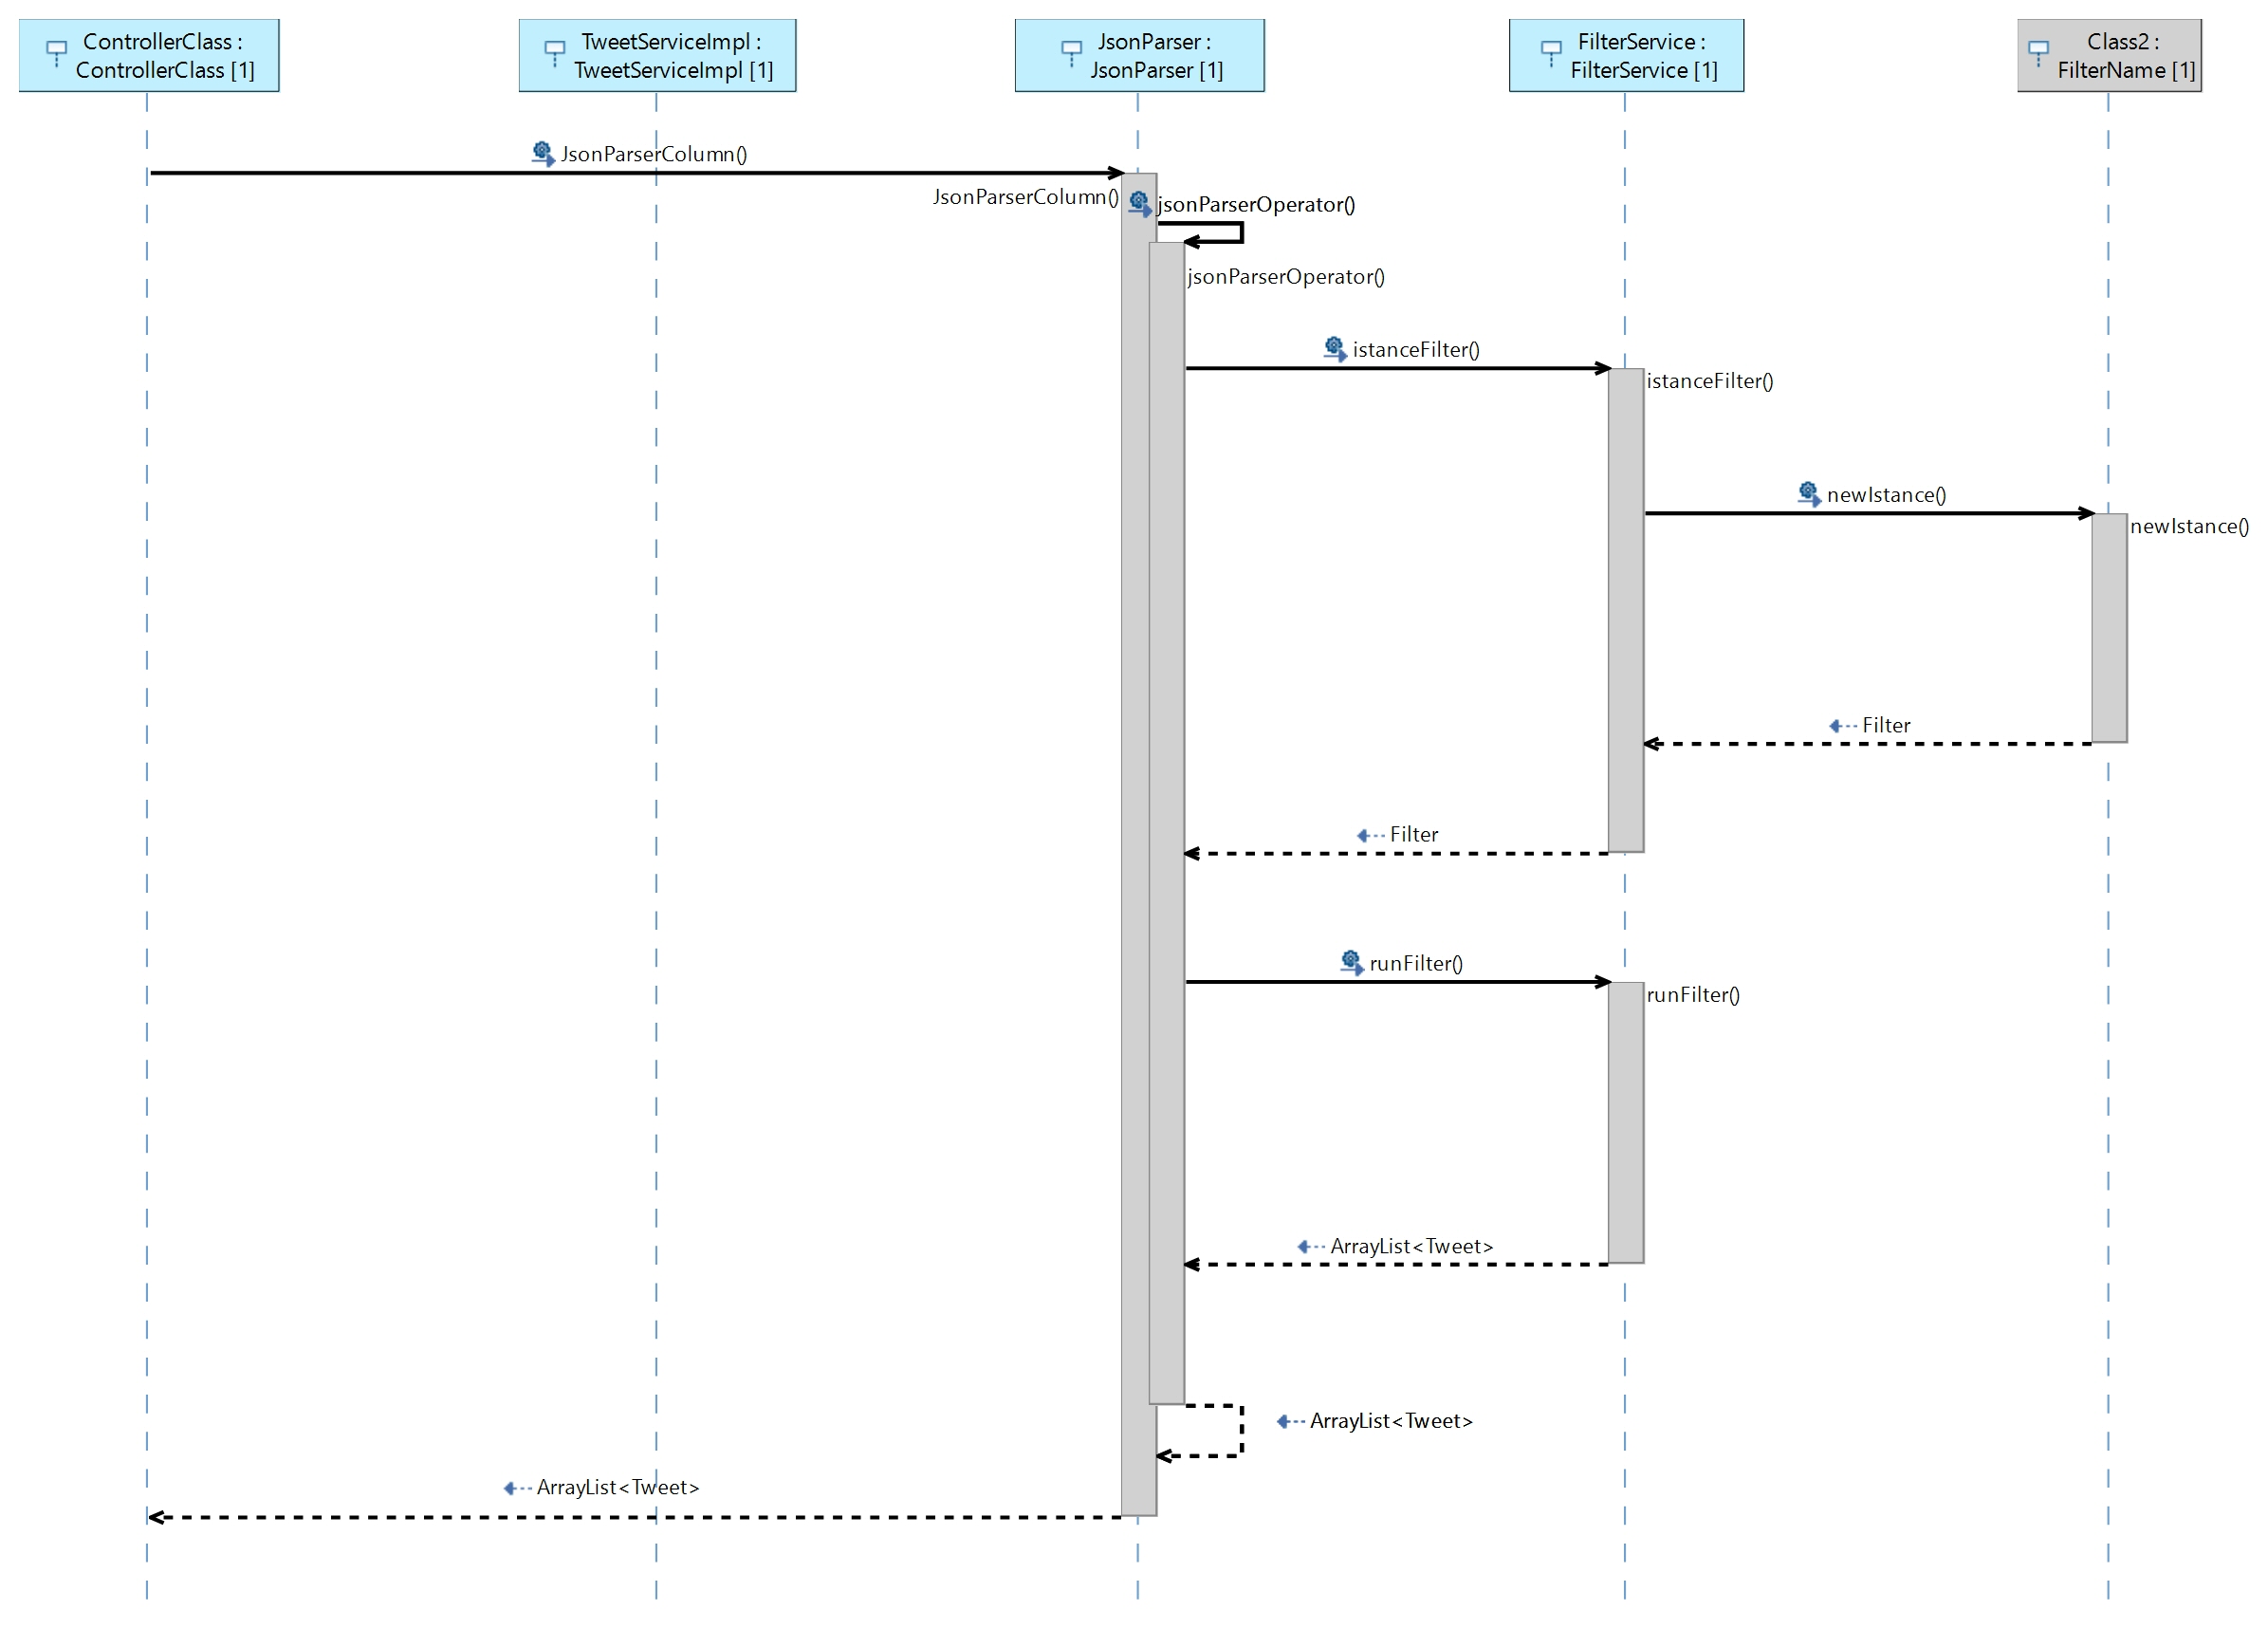 ControllerClass :
ControllerClass [1]
TweetServiceImpl :
TweetServiceImpl [1]
JsonParser :
JsonParser [1]
FilterService :
FilterService [1]
Class2 :
FilterName [1]
JsonParserColumn()
JsonParserColumn()
jsonParserOperator()
jsonParserOperator()
istanceFilter()
istanceFilter()
newIstance()
newIstance()
Filter
Filter
runFilter()
runFilter()
ArrayList<Tweet>
ArrayList<Tweet>
ArrayList<Tweet>